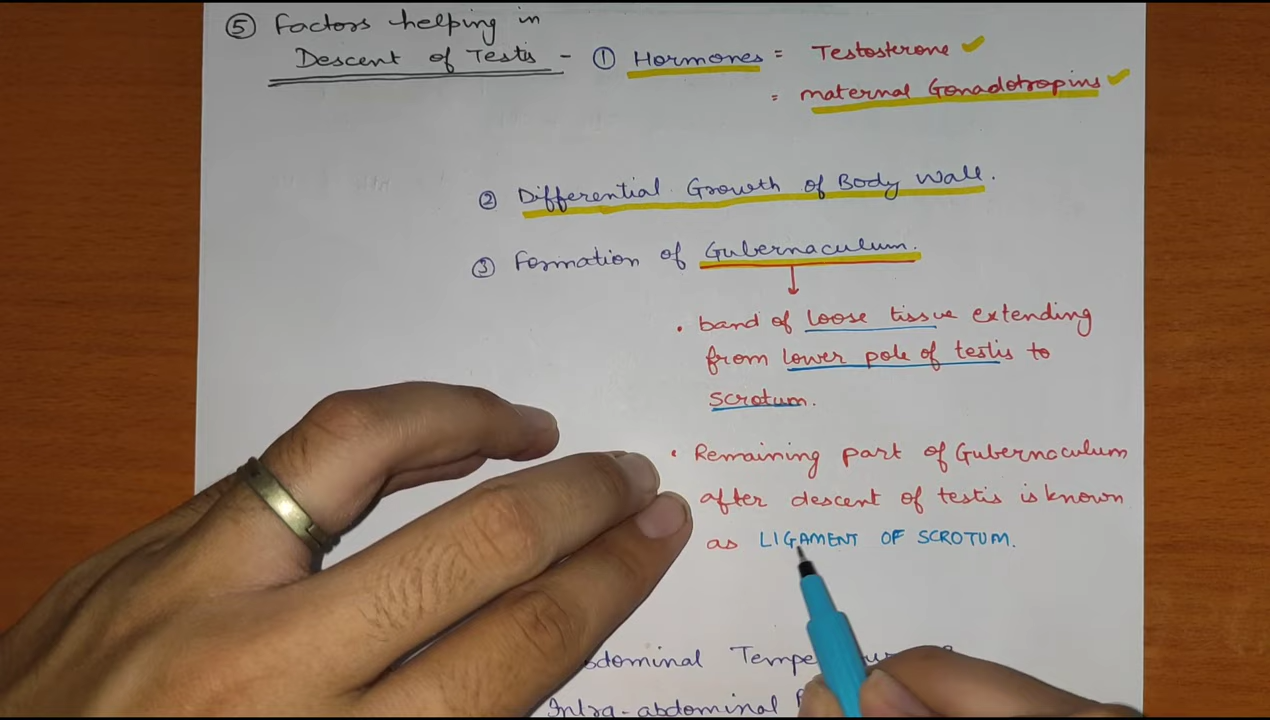 ⑤ Factors helping in
Descent of Testis - ① Hormones = Testosterone ✓
= maternal Gonadotropins ✓
② Differential Growth of Body Wall.
③ Formation of Gubernaculum.
• band of loose tissue extending
from lower pole of testis to
scrotum.
• Remaining part of Gubernaculum
after descent of testis is known
as LIGAMENT OF SCROTUM.
Intra-abdominal